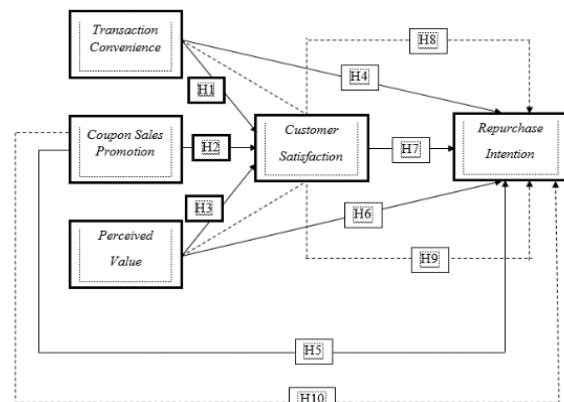 Transaction
Convenience
H8
H4
H1
Coupon Sales
Promotion
H2
Customer
Satisfaction
H7
Repurchase
Intention
H3
Perceived
Value
H6
H9
H5
H10